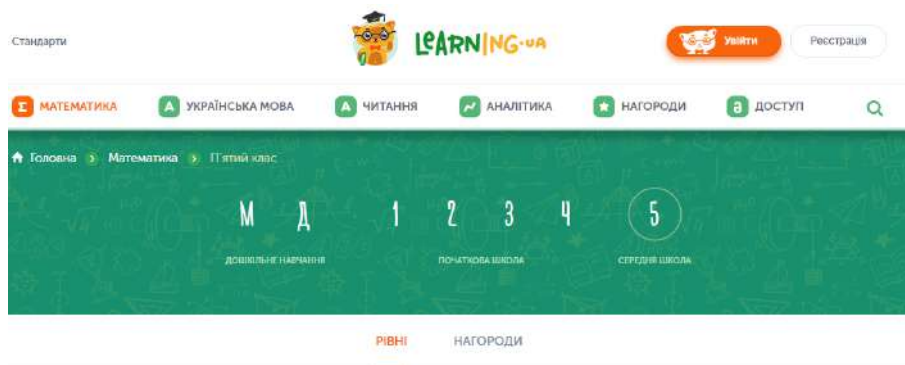 Стандарти
LeARNING·UA
Увійти
Реєстрація
Σ МАТЕМАТИКА
А УКРАЇНСЬКА МОВА
А ЧИТАННЯ
АНАЛІТИКА
НАГОРОДИ
ДОСТУП
Головна > Математика > П'ятий клас
М Д 1 2 3 4 5
ДОШКІЛЬНЕ НАВЧАННЯ ПОЧАТКОВА ШКОЛА СЕРЕДНЯ ШКОЛА
РІВНІ НАГОРОДИ